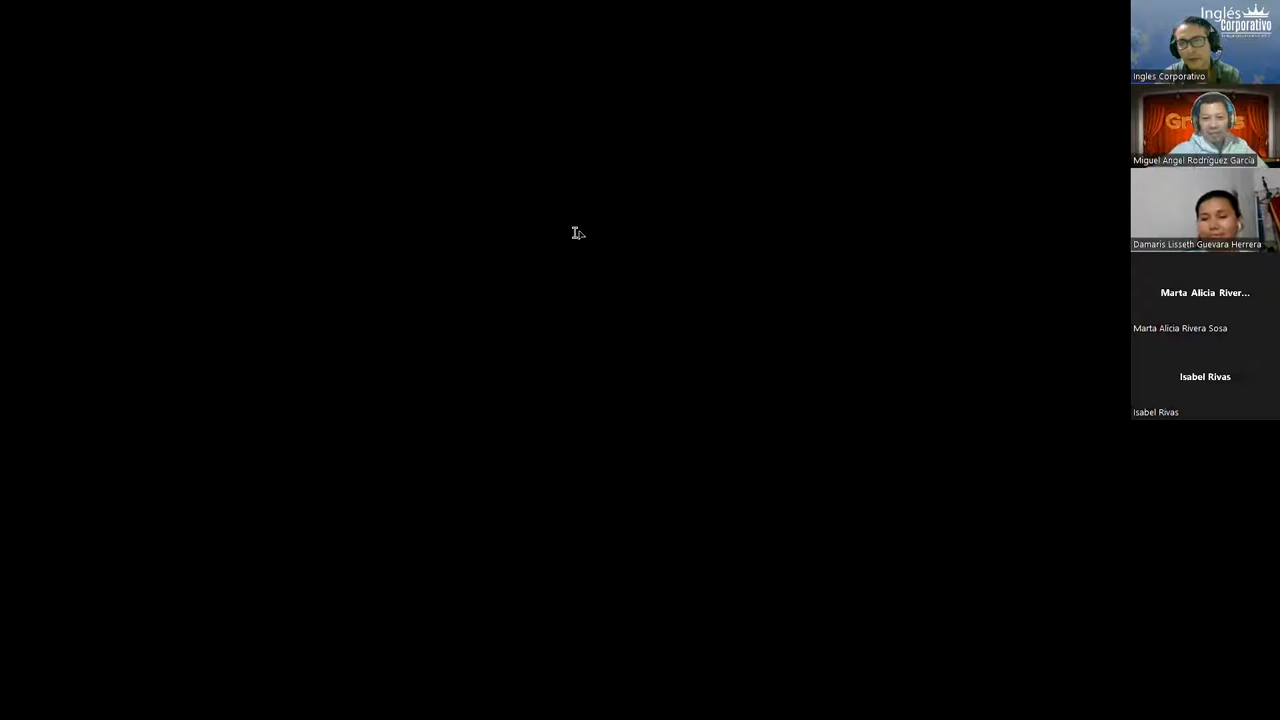 Inglés
Corporativo
Ingles Corporativo
Miguel Angel Rodriguez Garcia
Damaris Lisseth Guevara Herrera
Marta Alicia River...
Marta Alicia Rivera Sosa
Isabel Rivas
Isabel Rivas